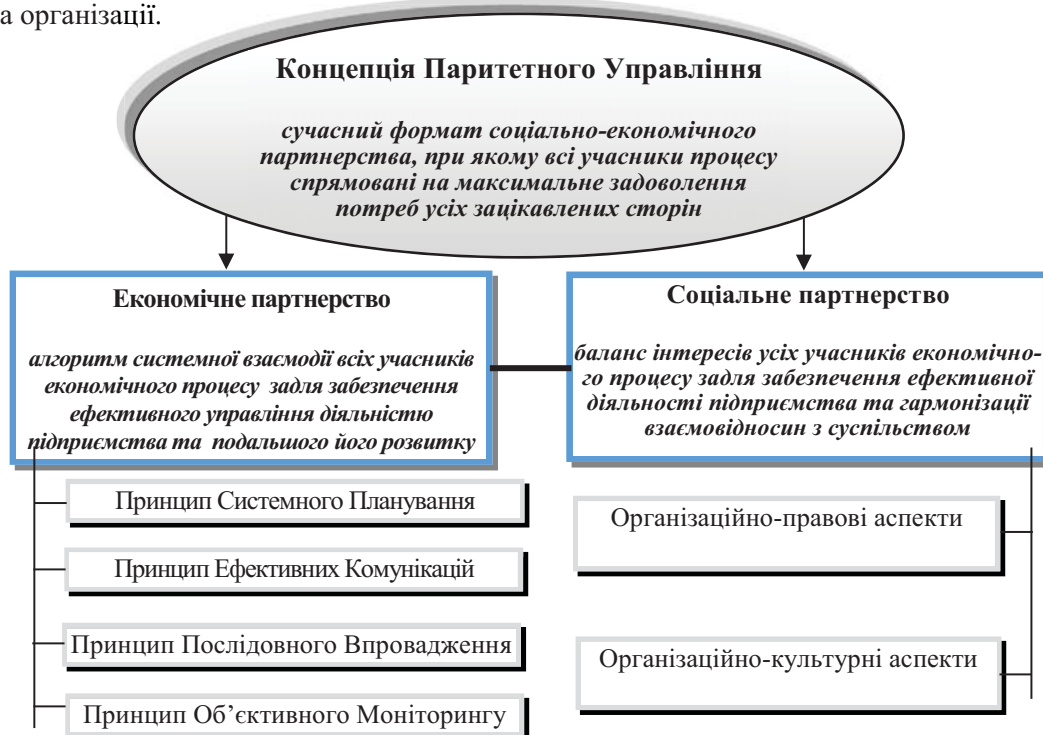 а організації.
Концепція Паритетного Управління
сучасний формат соціально-економічного
партнерства, при якому всі учасники процесу
спрямовані на максимальне задоволення
потреб усіх зацікавлених сторін
Економічне партнерство
алгоритм системної взаємодії всіх учасників
економічного процесу задля забезпечення
ефективного управління діяльністю
підприємства та подальшого його розвитку
Принцип Системного Планування
Принцип Ефективних Комунікацій
Принцип Послідовного Впровадження
Принцип Об’єктивного Моніторингу
Соціальне партнерство
баланс інтересів усіх учасників економічно-
го процесу задля забезпечення ефективної
діяльності підприємства та гармонізації
взаємовідносин з суспільством
Організаційно-правові аспекти
Організаційно-культурні аспекти